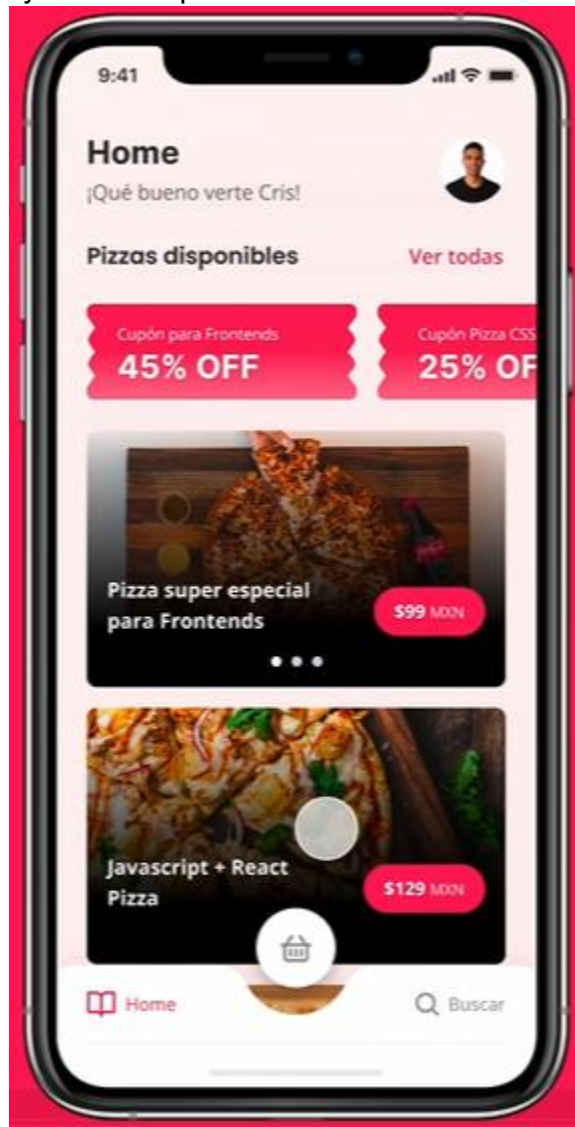 9:41
Home
¡Qué bueno verte Cris!
Pizzas disponibles
Ver todas
Cupón para Frontends
45% OFF
Cupón Pizza CSS
25% OF
Pizza super especial
para Frontends
$99 MXN
Javascript + React
Pizza
$129 MXN
Home
Buscar